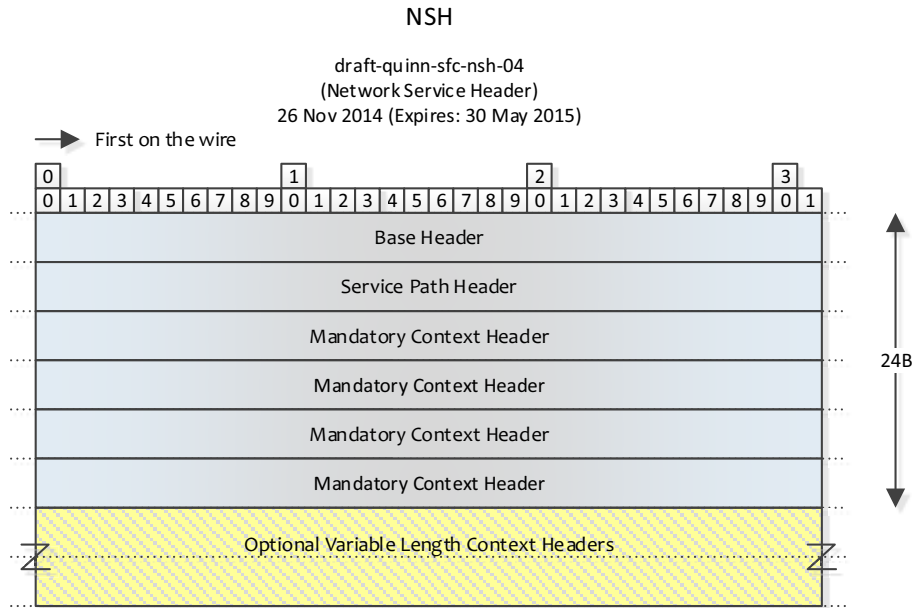 NSH
draft-quinn-sfc-nsh-04
(Network Service Header)
26 Nov 2014 (Expires: 30 May 2015)
First on the wire
0 1 2 3
0 1 2 3 4 5 6 7 8 9 0 1 2 3 4 5 6 7 8 9 0 1 2 3 4 5 6 7 8 9 0 1
Base Header
Service Path Header
Mandatory Context Header
24B
Mandatory Context Header
Mandatory Context Header
Mandatory Context Header
Optional Variable Length Context Headers